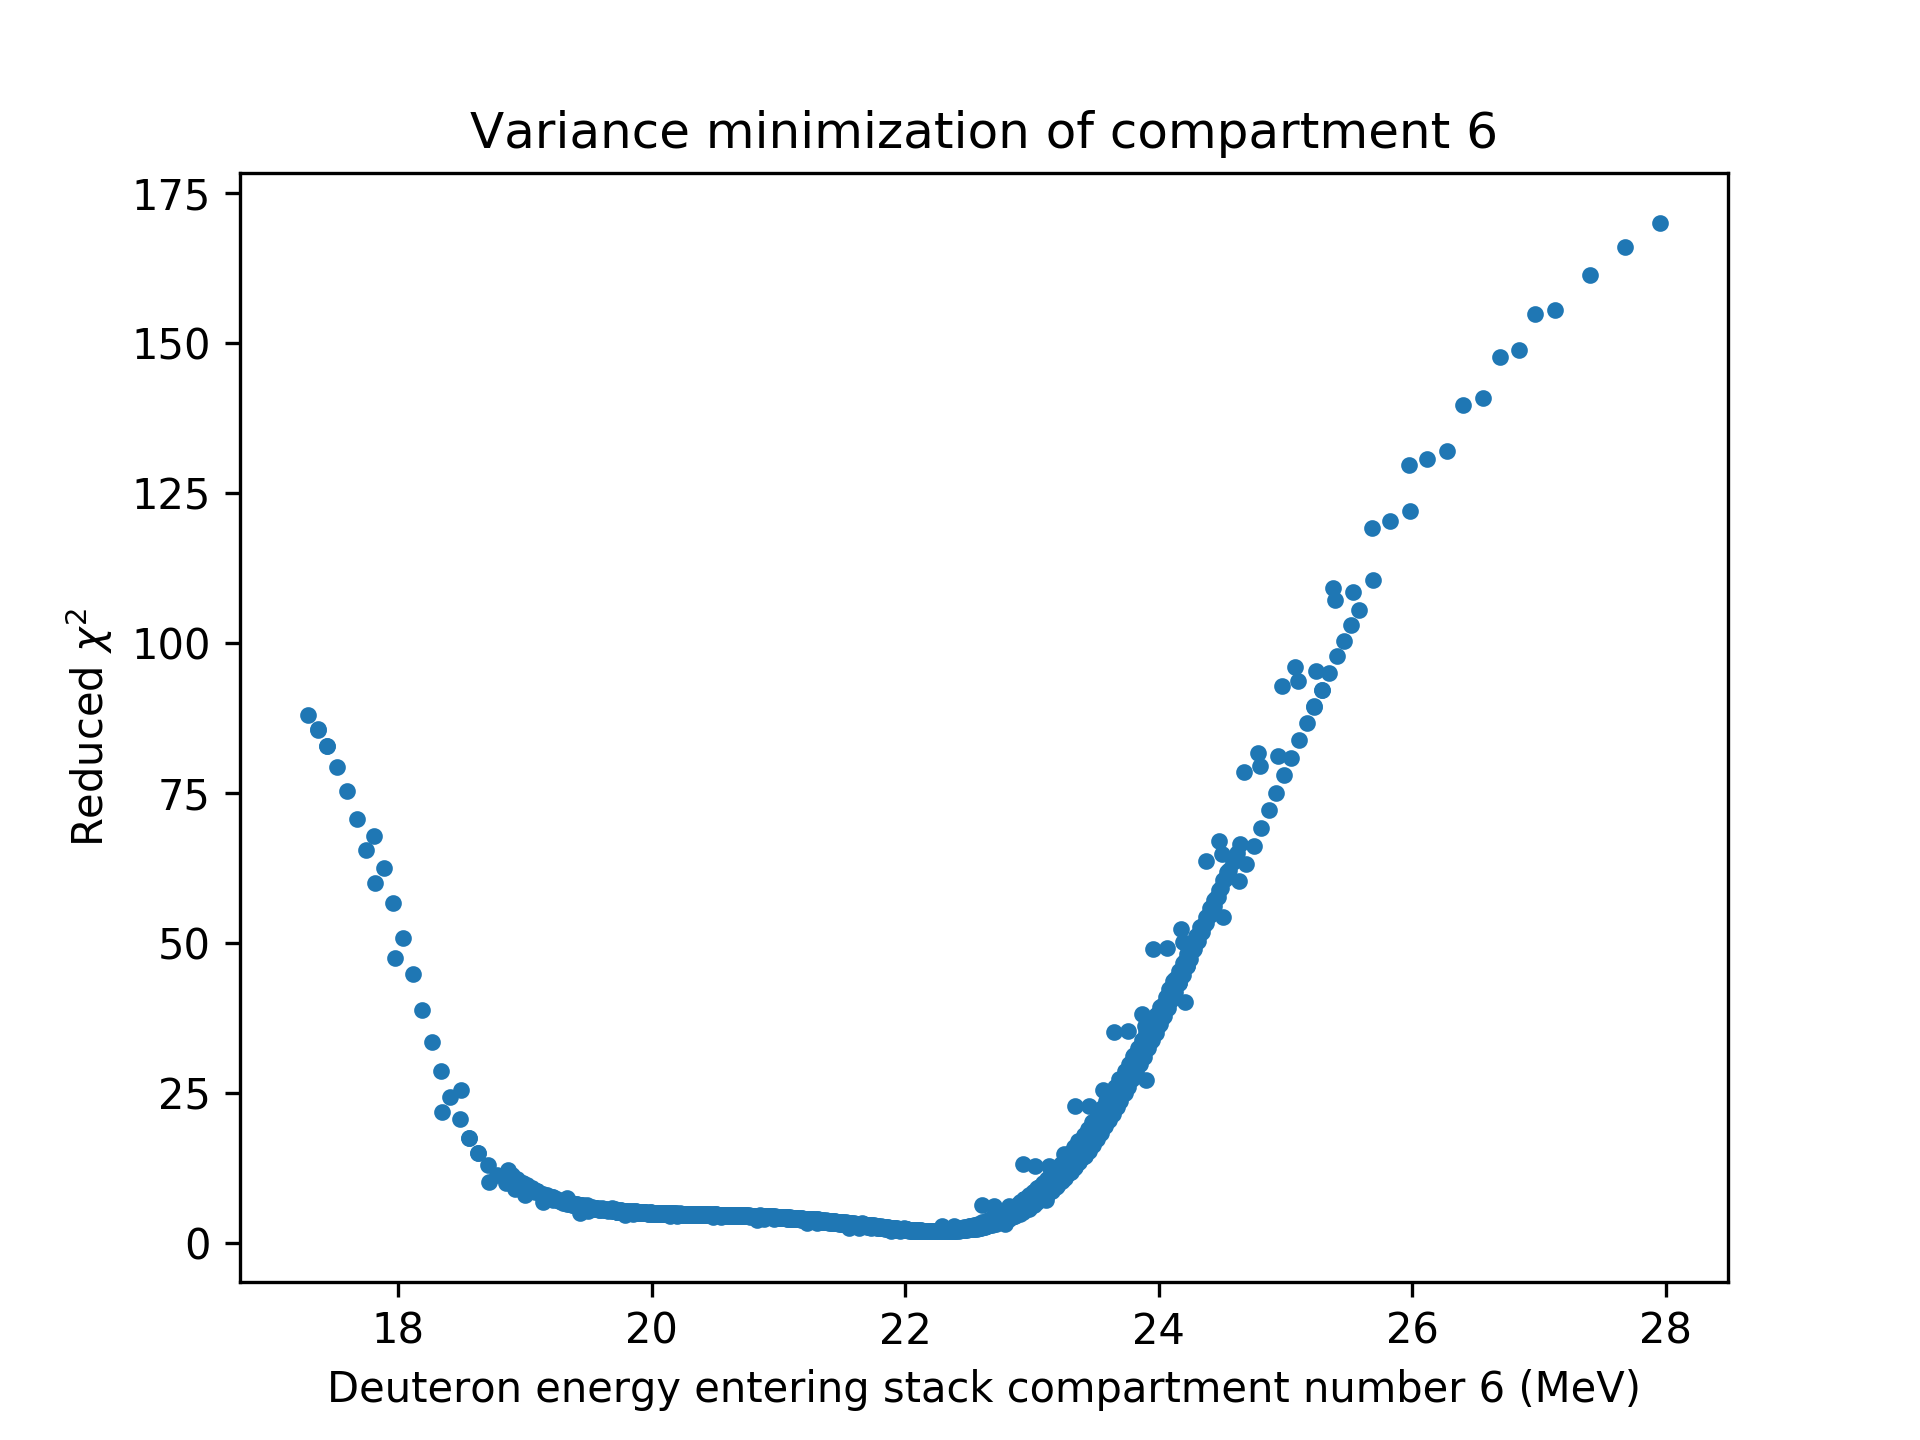 Variance minimization of compartment 6
175
150
125
100
75
50
25
0
Reduced χ²
18 20 22 24 26 28
Deuteron energy entering stack compartment number 6 (MeV)